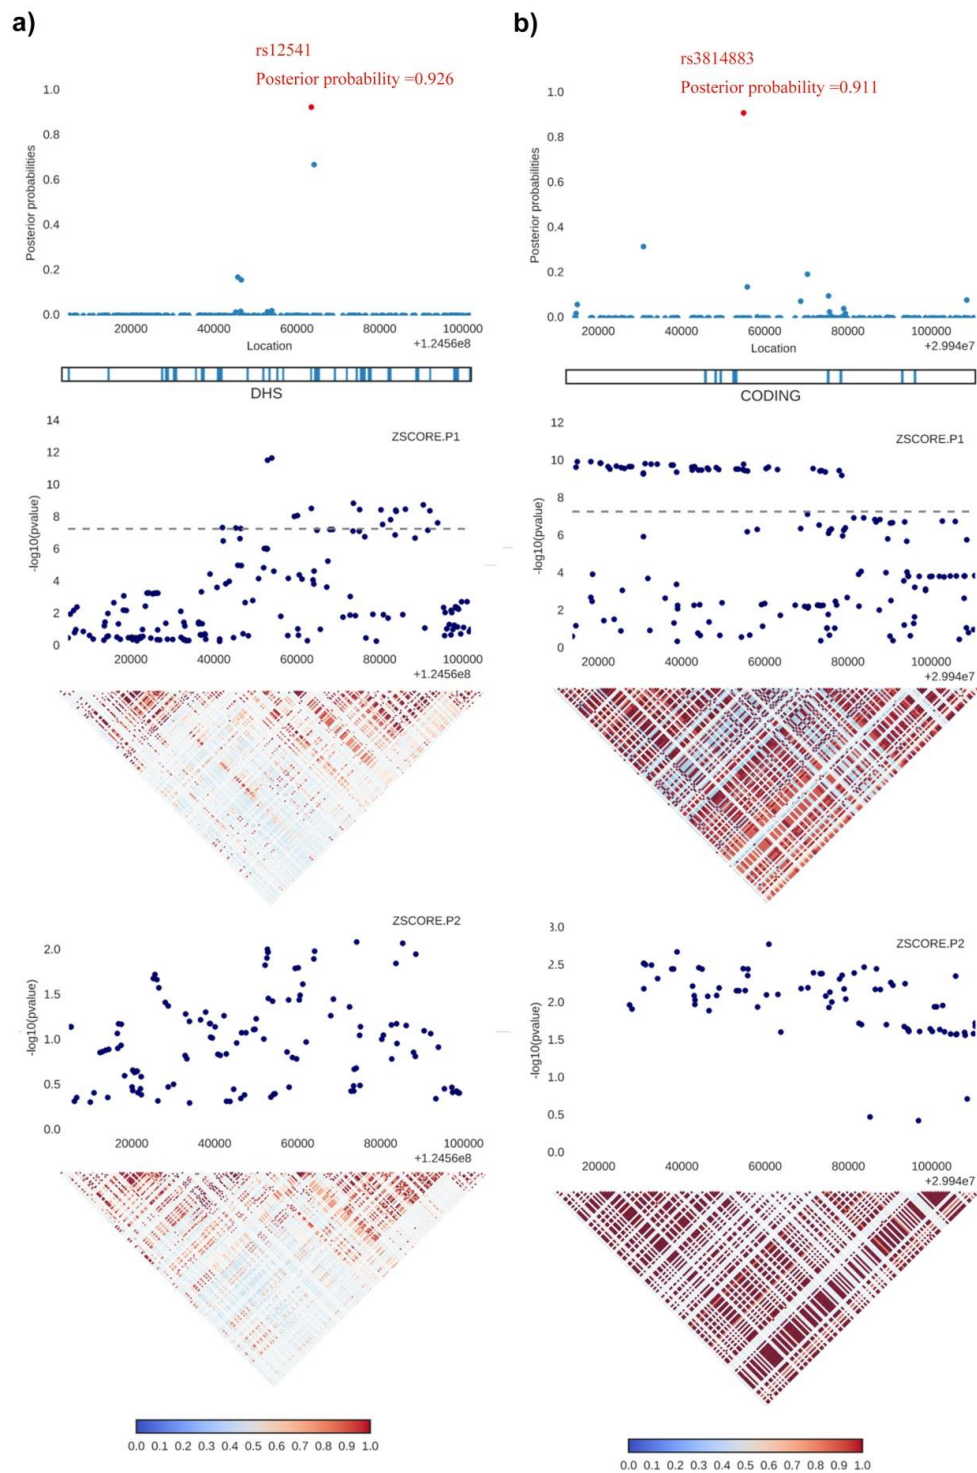 a)
rs12541
Posterior probability =0.926
1.0
0.8
0.6
0.4
0.2
0.0
Posterior probabilities
20000 40000 60000 80000 100000
Location
+1.2456e8
DHS
14
12
10
8
6
4
2
0
-log10(pvalue)
ZSCORE.P1
20000 40000 60000 80000 100000
+1.2456e8
ZSCORE.P2
2.0
1.5
1.0
0.5
0.0
-log10(pvalue)
20000 40000 60000 80000 100000
+1.2456e8
0.0 0.1 0.2 0.3 0.4 0.5 0.6 0.7 0.8 0.9 1.0
b)
rs3814883
Posterior probability =0.911
1.0
0.8
0.6
0.4
0.2
0.0
Posterior probabilities
20000 40000 60000 80000 100000
Location
+2.994e7
CODING
12
10
8
6
4
2
0
-log10(pvalue)
ZSCORE.P1
20000 40000 60000 80000 100000
+2.994e7
3.0
2.5
2.0
1.5
1.0
0.5
0.0
-log10(pvalue)
ZSCORE.P2
20000 40000 60000 80000 100000
+2.994e7
0.0 0.1 0.2 0.3 0.4 0.5 0.6 0.7 0.8 0.9 1.0